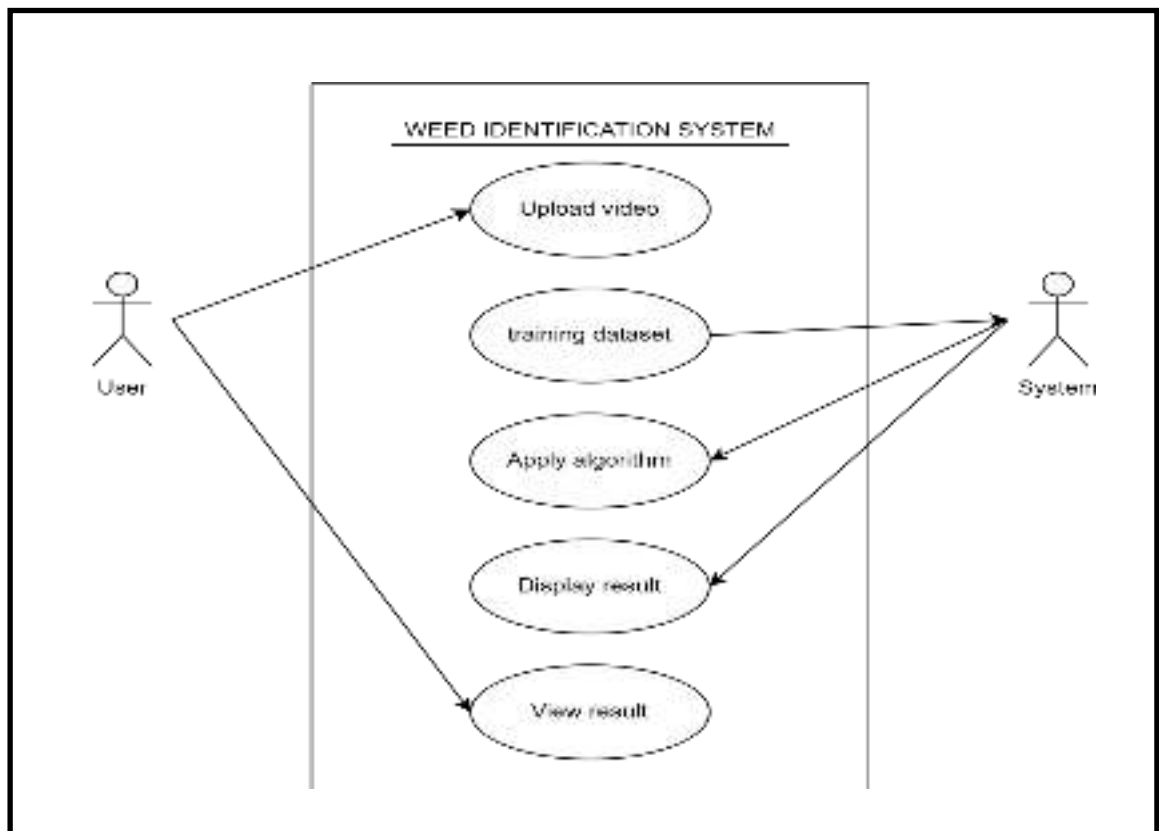 WEED IDENTIFICATION SYSTEM
Upload video
training dataset
User
System
Apply algorithm
Display result
View result